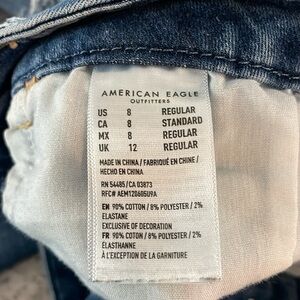 AMERICAN EAGLE
OUTFITTERS
US 8 REGULAR
CA 8 STANDARD
MX 8 REGULAR
UK 12 REGULAR
MADE IN CHINA / FABRIQUÉ EN CHINE /
HECHO EN CHINA
RN 54485/CA 03873
RFC# AEM120605U9A
EN 90% COTTON / 8% POLYESTER / 2%
ELASTANE
EXCLUSIVE OF DECORATION
FR 90% COTON / 8% POLYESTER / 2%
ÉLASTHANNE
À L'EXCEPTION DE LA GARNITURE